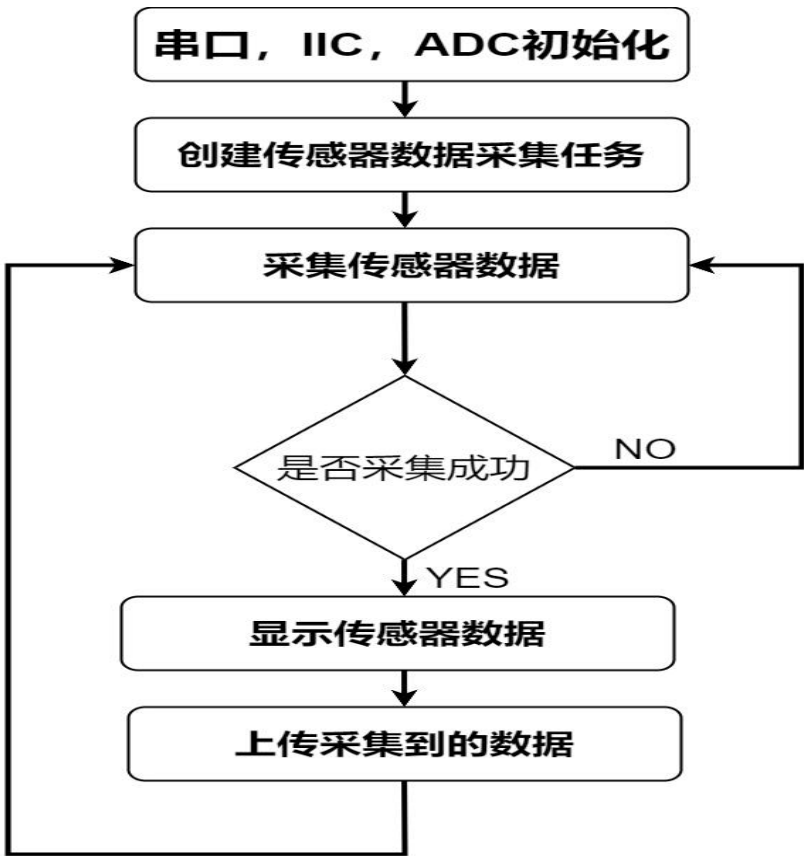 串口，IIC，ADC初始化
创建传感器数据采集任务
采集传感器数据
是否采集成功
NO
YES
显示传感器数据
上传采集到的数据